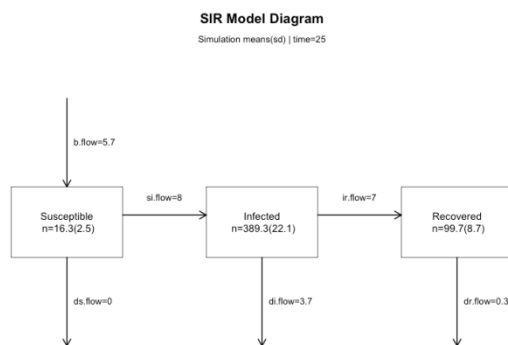 SIR Model Diagram
Simulation means(sd) | time=25
b.flow=5.7
si.flow=8
ir.flow=7
Susceptible
n=16.3(2.5)
Infected
n=389.3(22.1)
Recovered
n=99.7(8.7)
ds.flow=0
di.flow=3.7
dr.flow=0.3